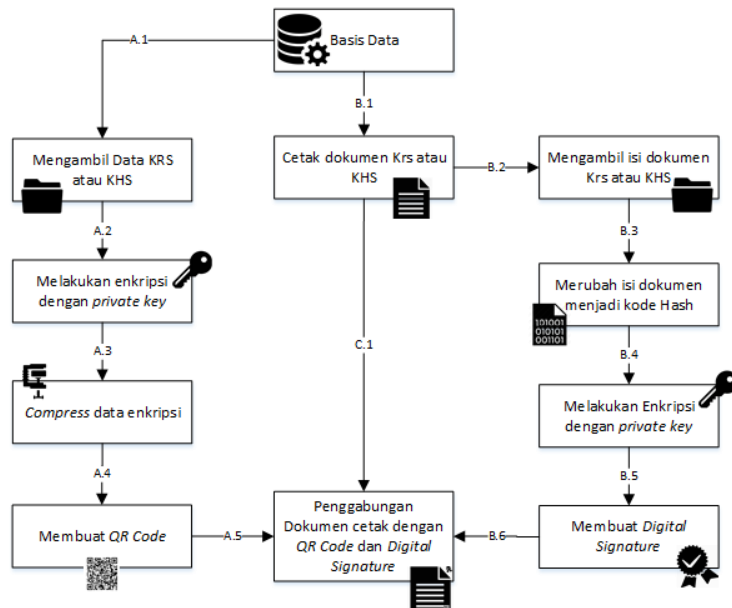 Basis Data
A.1
B.1
Mengambil Data KRS
atau KHS
Cetak dokumen Krs atau
KHS
B.2
Mengambil isi dokumen
Krs atau KHS
A.2
B.3
Melakukan enkripsi
dengan private key
Merubah isi dokumen
menjadi kode Hash
101001
010101
001101
A.3
C.1
B.4
Compress data enkripsi
Melakukan Enkripsi
dengan private key
A.4
B.5
Membuat QR Code
A.5
Penggabungan
Dokumen cetak dengan
QR Code dan Digital
Signature
B.6
Membuat Digital
Signature